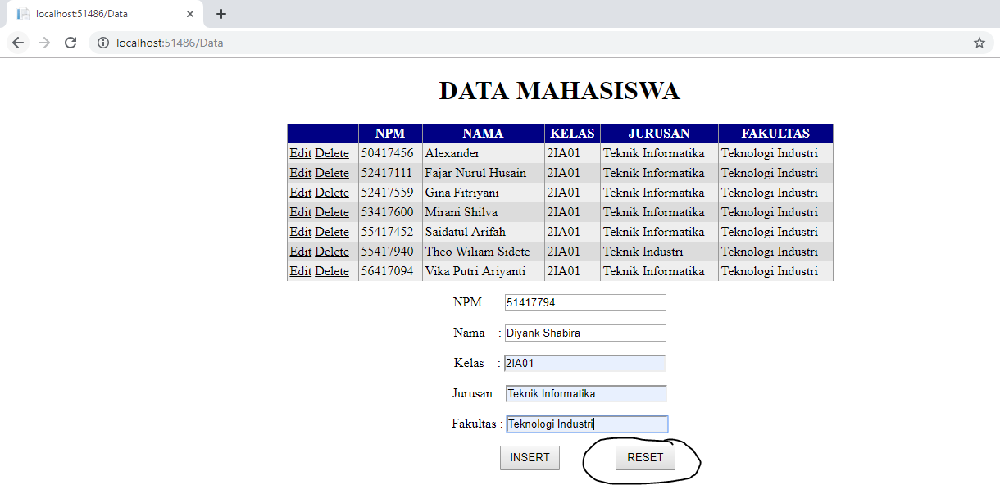 localhost:51486/Data
localhost:51486/Data
DATA MAHASISWA
NPM NAMA KELAS JURUSAN FAKULTAS
Edit Delete 50417456 Alexander 2IA01 Teknik Informatika Teknologi Industri
Edit Delete 52417111 Fajar Nurul Husain 2IA01 Teknik Informatika Teknologi Industri
Edit Delete 52417559 Gina Fitriyani 2IA01 Teknik Informatika Teknologi Industri
Edit Delete 53417600 Mirani Shilva 2IA01 Teknik Informatika Teknologi Industri
Edit Delete 55417452 Saidatul Arifah 2IA01 Teknik Informatika Teknologi Industri
Edit Delete 55417940 Theo Wiliam Sidete 2IA01 Teknik Industri Teknologi Industri
Edit Delete 56417094 Vika Putri Ariyanti 2IA01 Teknik Informatika Teknologi Industri
NPM : 51417794
Nama : Diyank Shabira
Kelas : 2IA01
Jurusan : Teknik Informatika
Fakultas : Teknologi Industri
INSERT RESET